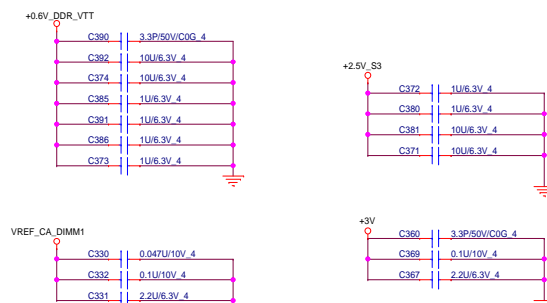 +0.6V_DDR_VTT
C390 3.3P/50V/C0G_4
C392 10U/6.3V_4
C374 10U/6.3V_4
C385 1U/6.3V_4
C391 1U/6.3V_4
C386 1U/6.3V_4
C373 1U/6.3V_4
+2.5V_S3
C372 1U/6.3V_4
C380 1U/6.3V_4
C381 10U/6.3V_4
C371 10U/6.3V_4
VREF_CA_DIMM1
C330 0.047U/10V_4
C332 0.1U/10V_4
C331 2.2U/6.3V_4
+3V
C360 3.3P/50V/C0G_4
C369 0.1U/10V_4
C367 2.2U/6.3V_4